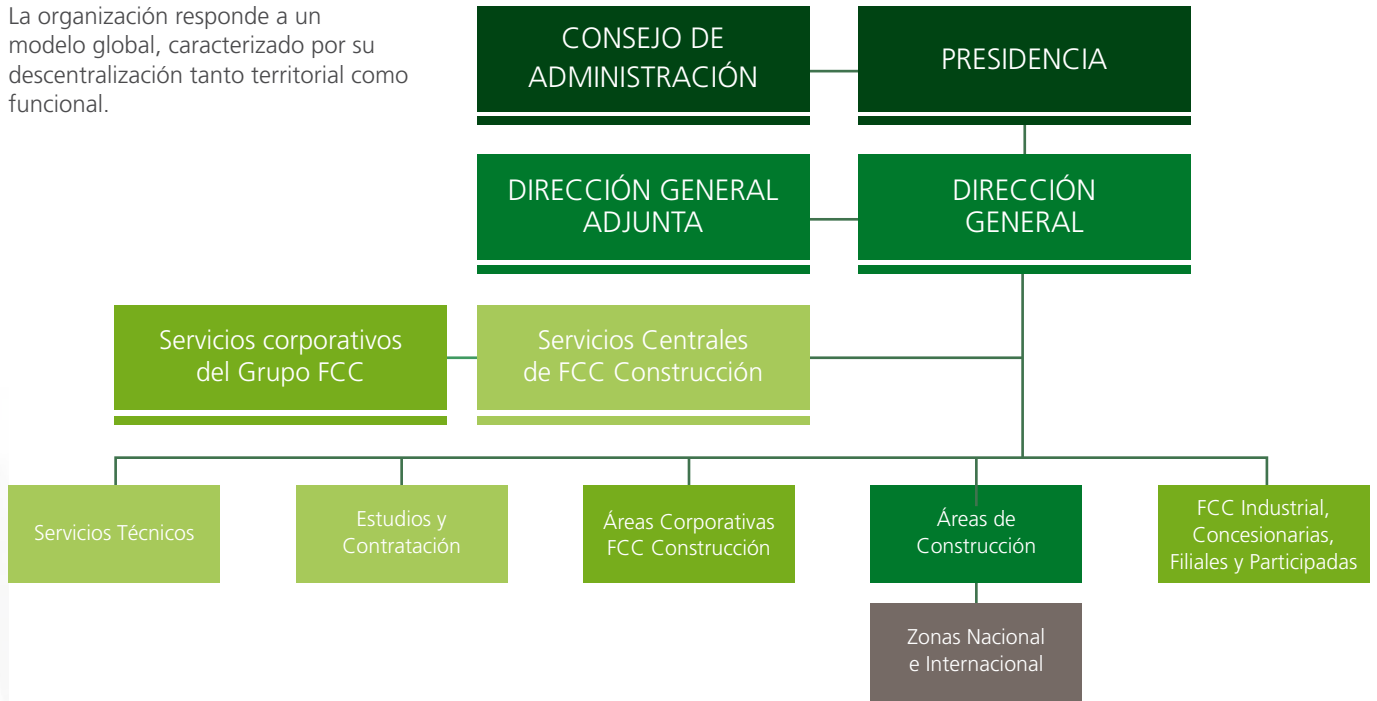 La organización responde a un
modelo global, caracterizado por su
descentralización tanto territorial como
funcional.
CONSEJO DE
ADMINISTRACIÓN
PRESIDENCIA
DIRECCIÓN GENERAL
ADJUNTA
DIRECCIÓN
GENERAL
Servicios corporativos
del Grupo FCC
Servicios Centrales
de FCC Construcción
Servicios Técnicos
Estudios y
Contratación
Áreas Corporativas
FCC Construcción
Áreas de
Construcción
FCC Industrial,
Concesionarias,
Filiales y Participadas
Zonas Nacional
e Internacional